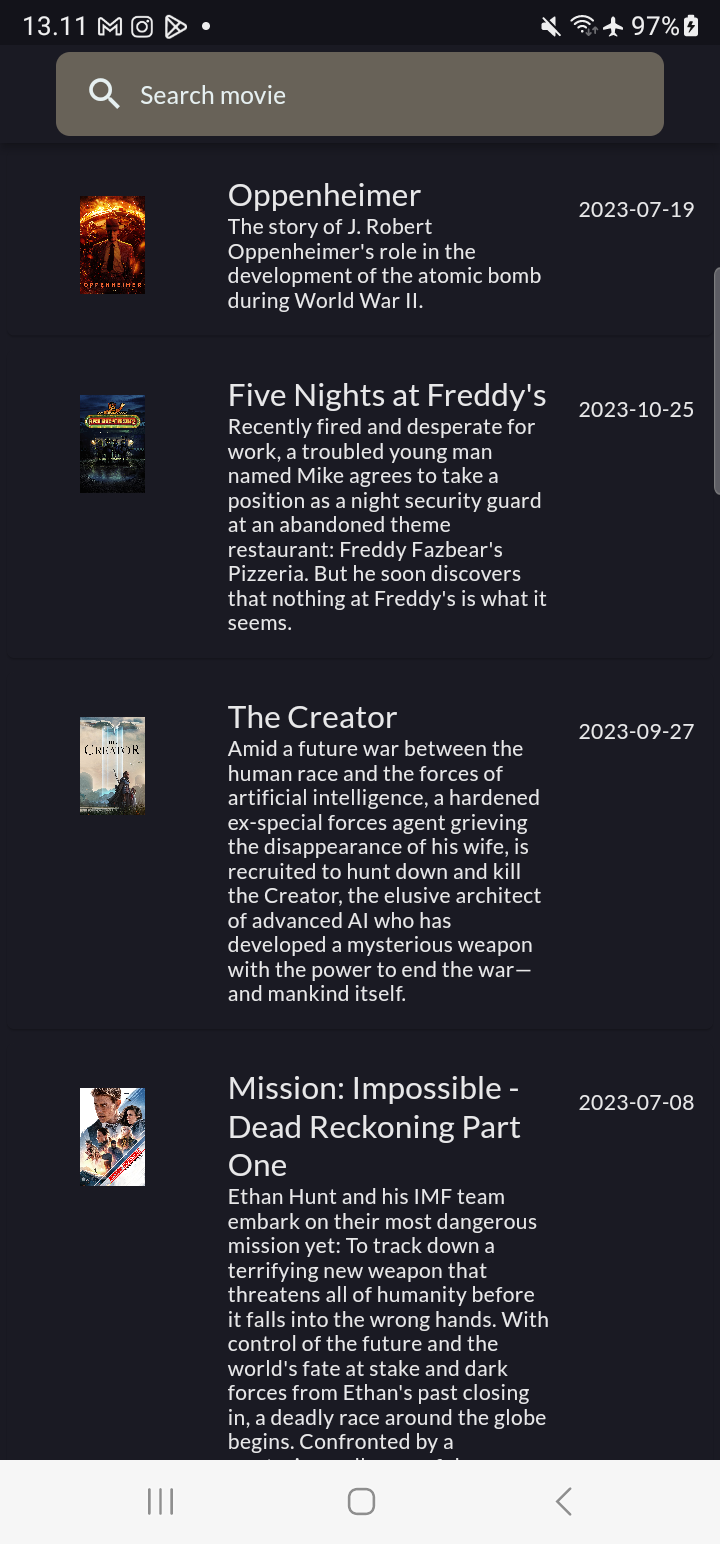 13.11
97%
Search movie
Oppenheimer
2023-07-19
The story of J. Robert
Oppenheimer's role in the
development of the atomic bomb
during World War II.
OPPENHEIMER
Five Nights at Freddy's
2023-10-25
Recently fired and desperate for
work, a troubled young man
named Mike agrees to take a
position as a night security guard
at an abandoned theme
restaurant: Freddy Fazbear's
Pizzeria. But he soon discovers
that nothing at Freddy's is what it
seems.
The Creator
2023-09-27
THE
CREATOR
Amid a future war between the
human race and the forces of
artificial intelligence, a hardened
ex-special forces agent grieving
the disappearance of his wife, is
recruited to hunt down and kill
the Creator, the elusive architect
of advanced AI who has
developed a mysterious weapon
with the power to end the war—
and mankind itself.
Mission: Impossible -
Dead Reckoning Part
One
2023-07-08
Ethan Hunt and his IMF team
embark on their most dangerous
mission yet: To track down a
terrifying new weapon that
threatens all of humanity before
it falls into the wrong hands. With
control of the future and the
world's fate at stake and dark
forces from Ethan's past closing
in, a deadly race around the globe
begins. Confronted by a